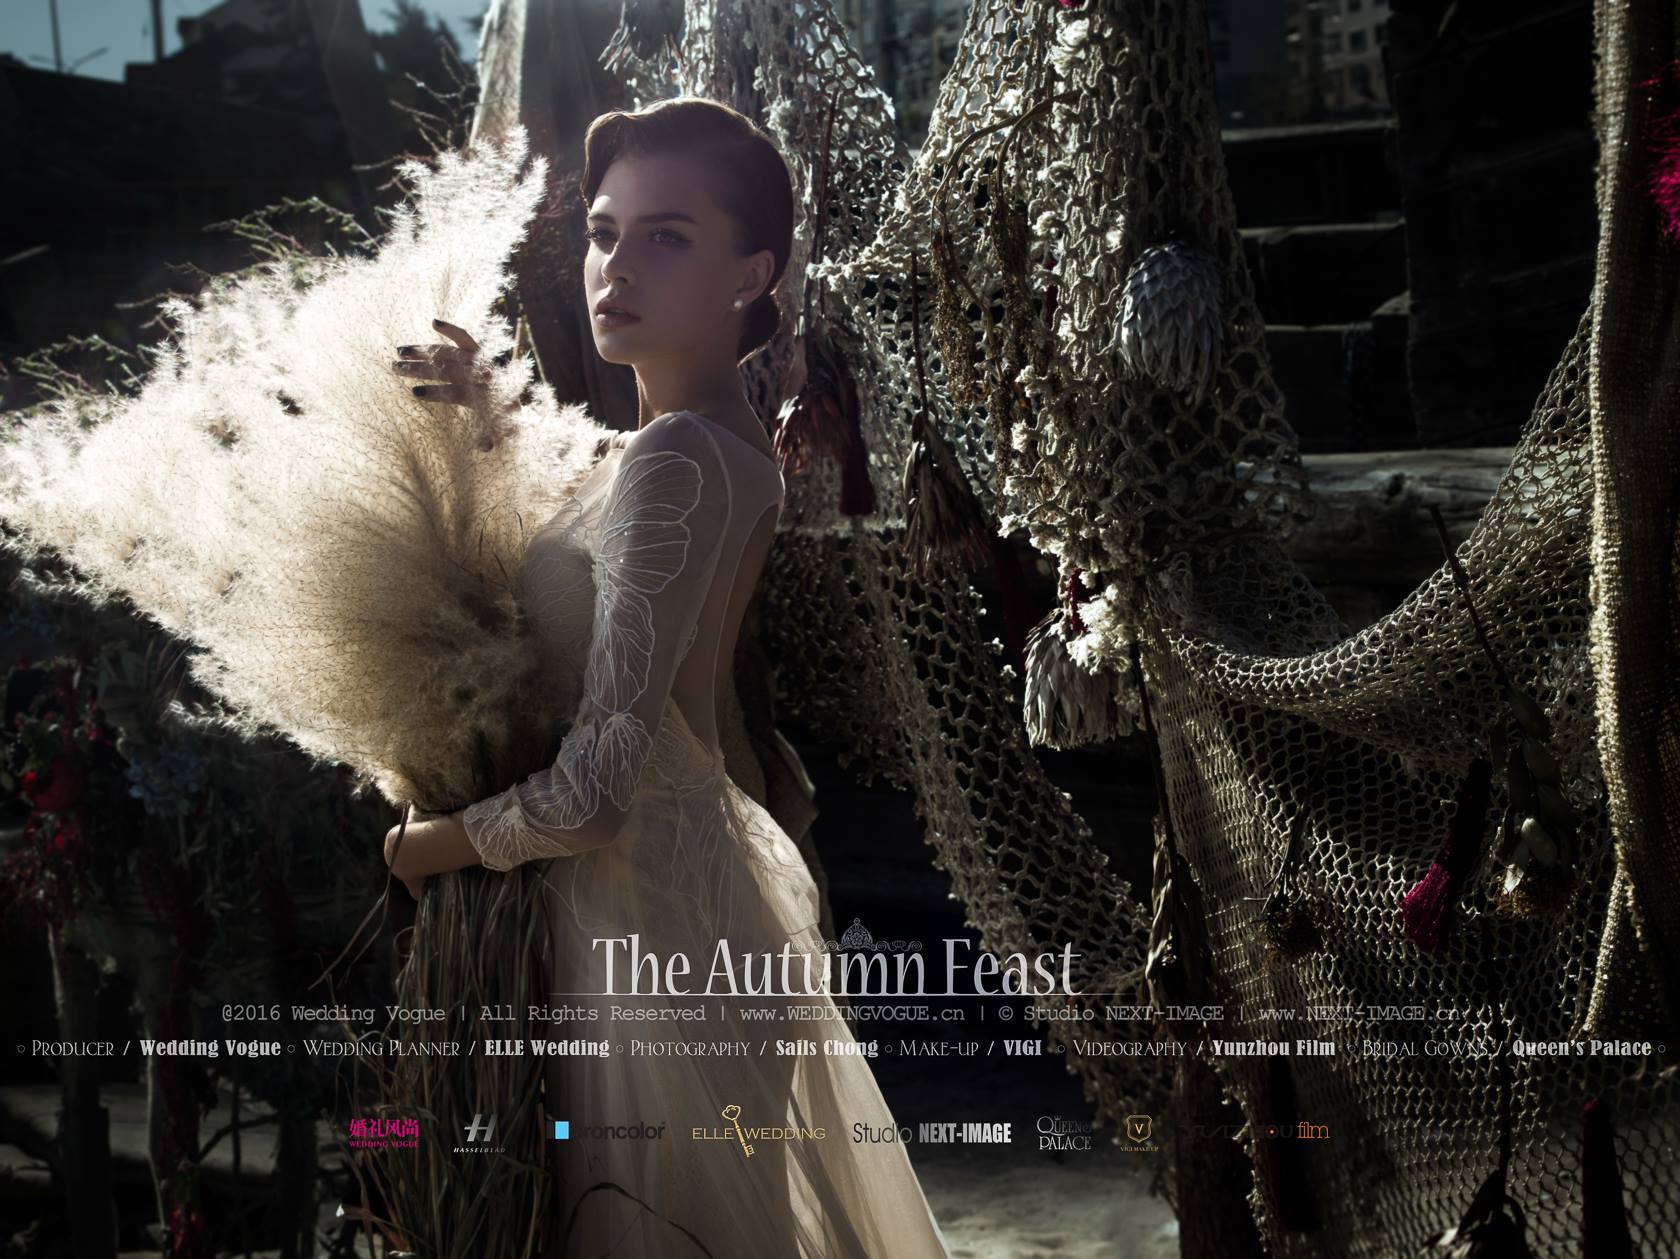 The Autumn Feast
@2016 Wedding Vogue | All Rights Reserved | www.WEDDINGVOGUE.cn | © Studio NEXT-IMAGE | www.NEXT-IMAGE.cn
○ PRODUCER / Wedding Vogue ○ WEDDING PLANNER / ELLE Wedding ○ PHOTOGRAPHY / Sails Chong ○ MAKE-UP / VIGI ○ VIDEOGRAPHY / Yunzhou Film ○ BRIDAL GOWNS / Queen's Palace ○
婚礼风尚
WEDDING VOGUE
H
HASSELBLAD
broncolor
ELLE WEDDING
Studio NEXT-IMAGE
QUEEN'S
PALACE
V
VIGI MAKE UP
film